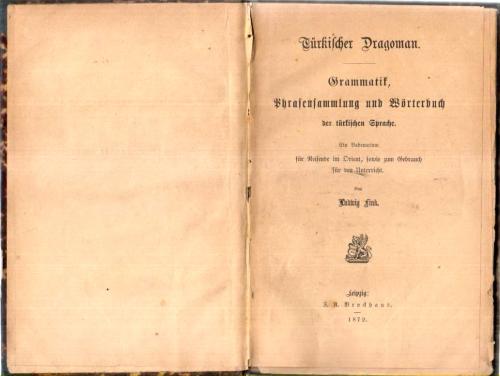 Türkischer Dragoman.
Grammatik,
Phrasensammlung und Wörterbuch
der türkischen Sprache.
Ein Vademecum
für Reisende im Orient, sowie zum Gebrauch
für den Unterricht.
Von
Ludwig Fink.
Leipzig:
F. A. Brockhaus.
1872.